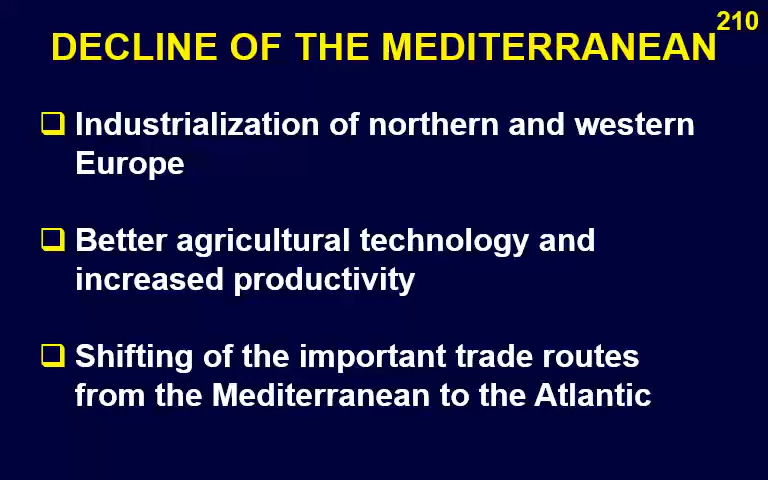 210
DECLINE OF THE MEDITERRANEAN
Industrialization of northern and western
Europe
Better agricultural technology and
increased productivity
Shifting of the important trade routes
from the Mediterranean to the Atlantic